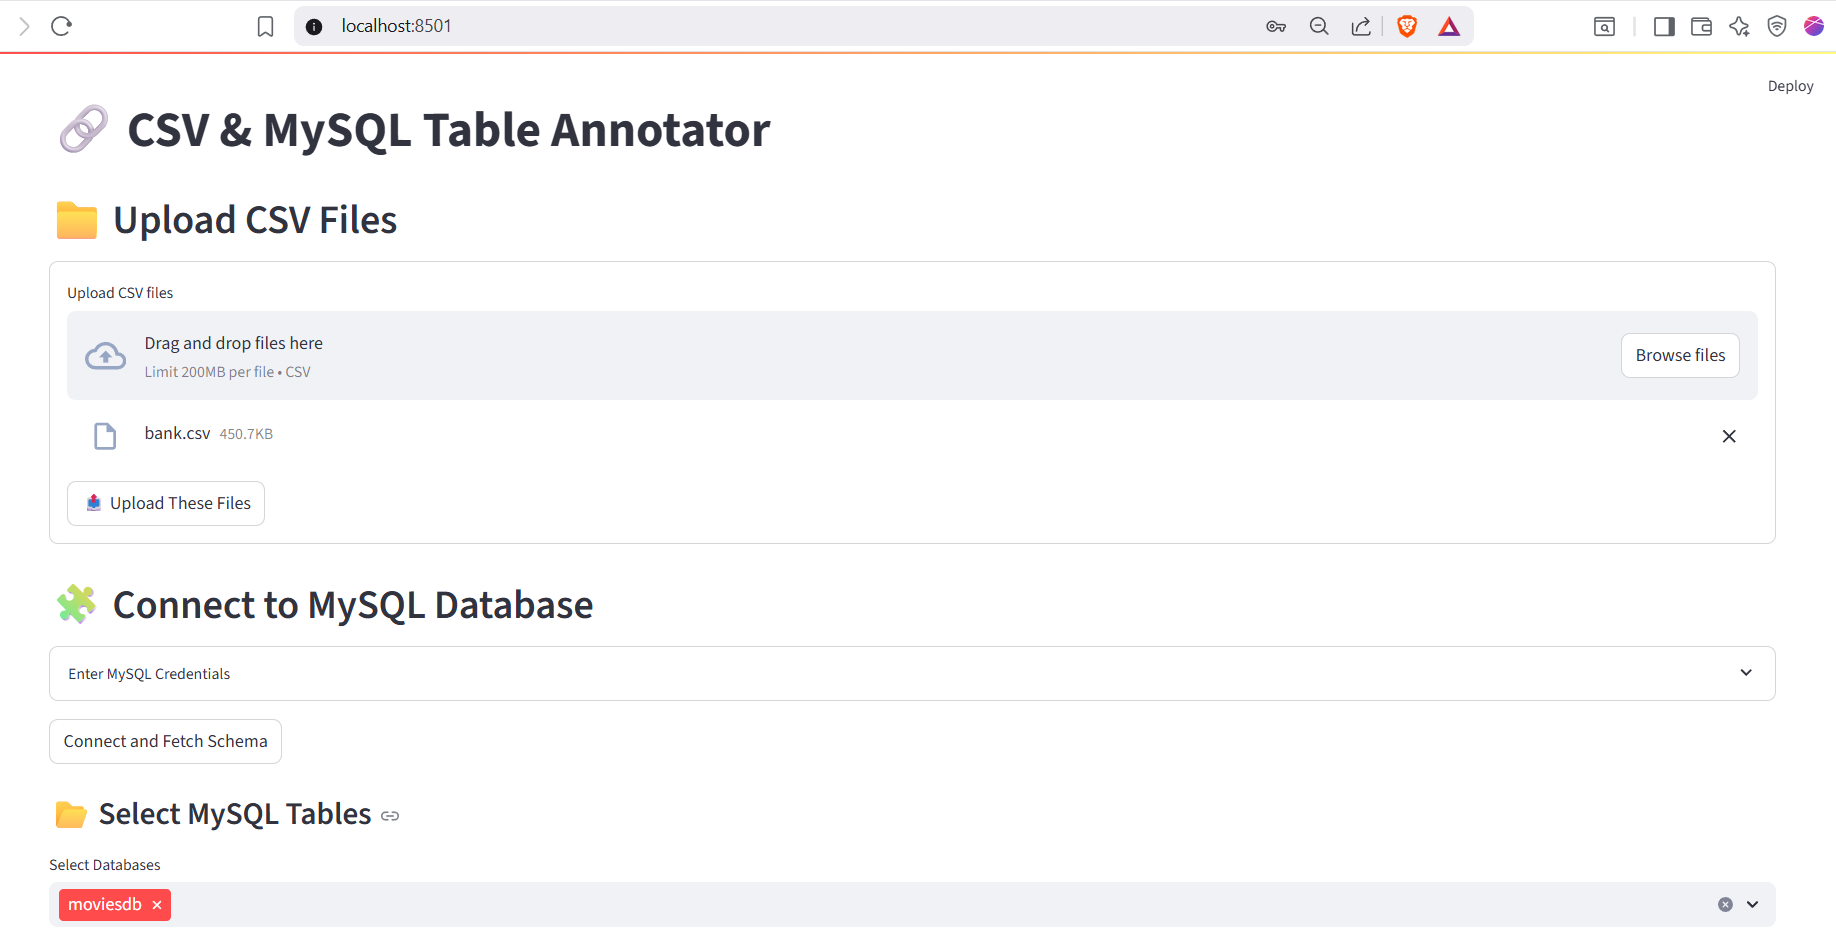 localhost:8501
Deploy
CSV & MySQL Table Annotator
Upload CSV Files
Upload CSV files
Drag and drop files here
Limit 200MB per file • CSV
Browse files
bank.csv 450.7KB
Upload These Files
Connect to MySQL Database
Enter MySQL Credentials
Connect and Fetch Schema
Select MySQL Tables
Select Databases
moviesdb